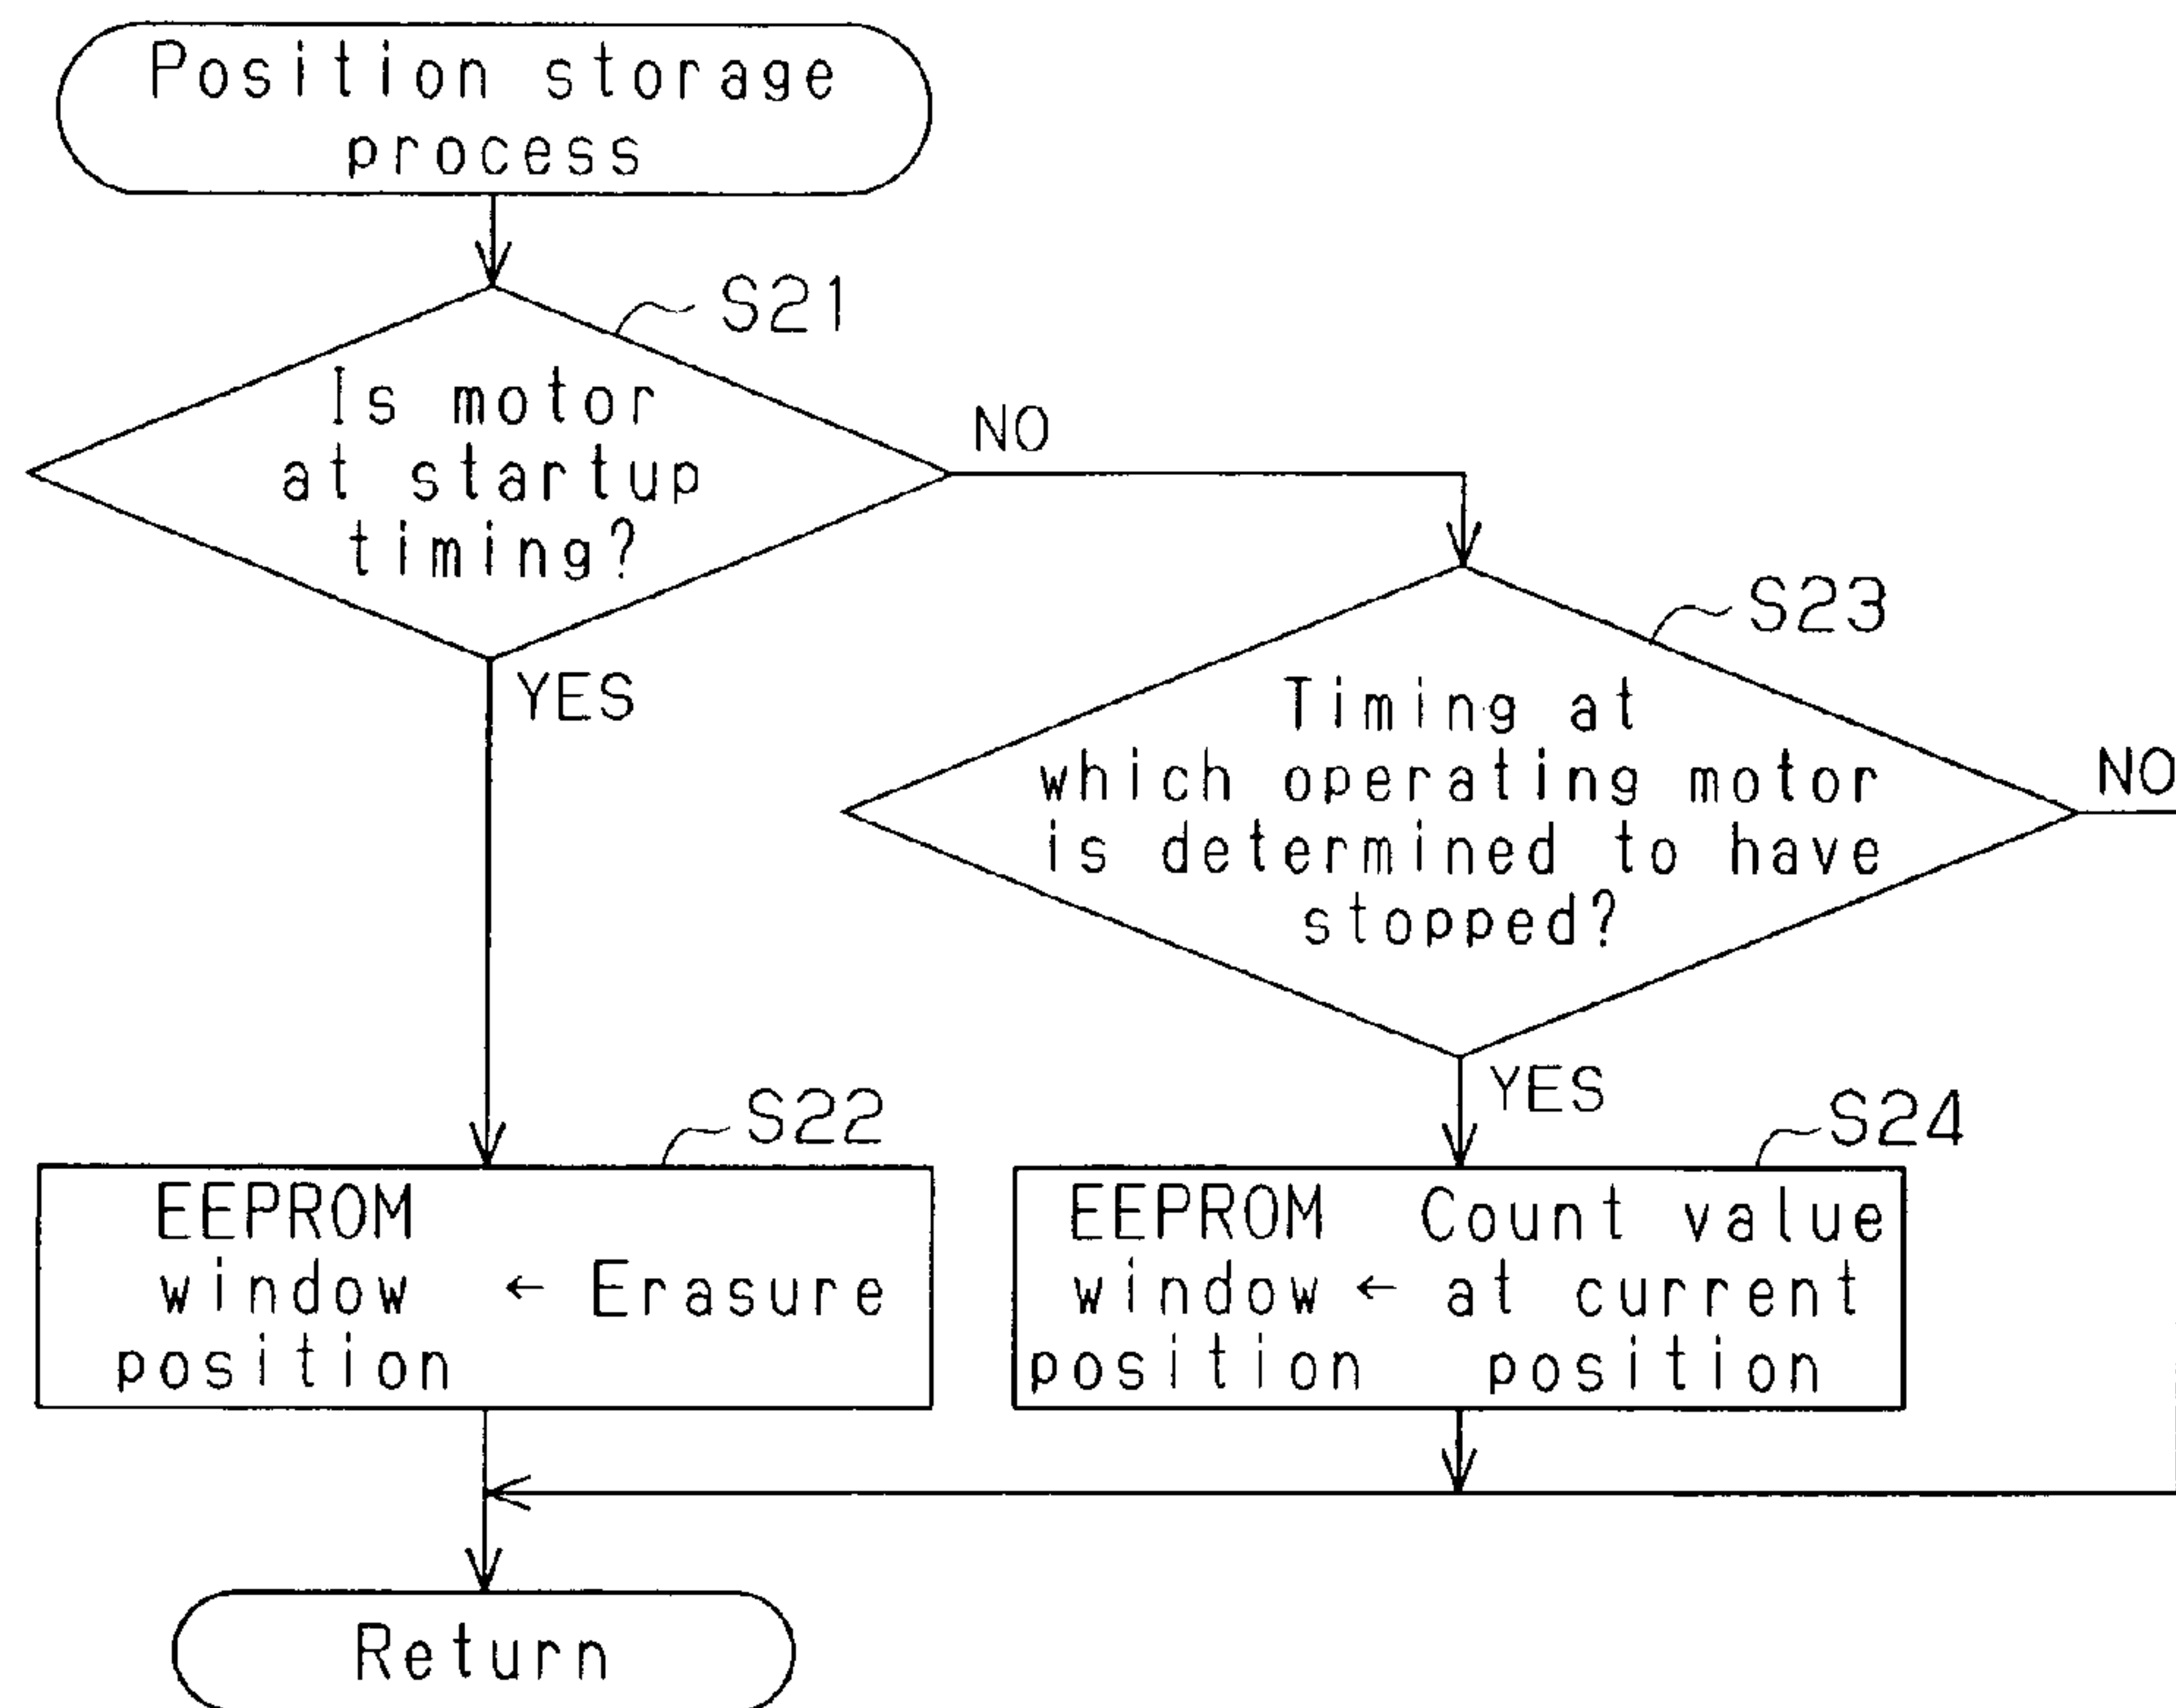 Position storage
process
S21
Is motor
at startup
timing?
NO
YES
S23
Timing at
which operating motor
is determined to have
stopped?
NO
YES
S22
EEPROM
window ← Erasure
position
S24
EEPROM Count value
window ← at current
position position
Return